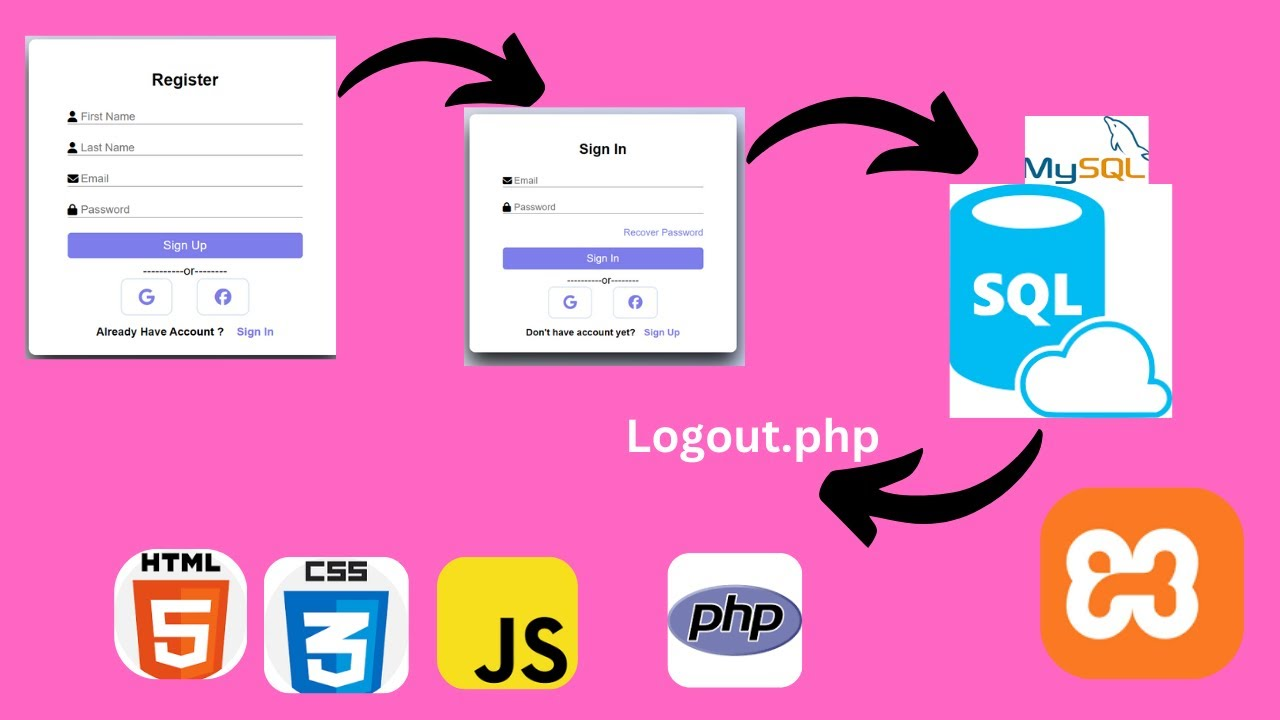 Register
First Name
Last Name
Email
Password
Sign Up
----------or--------
G
Already Have Account ? Sign In
Sign In
Email
Password
Recover Password
Sign In
----------or--------
G
Don't have account yet? Sign Up
MySQL
SQL
Logout.php
HTML
5
CSS
3
JS
php